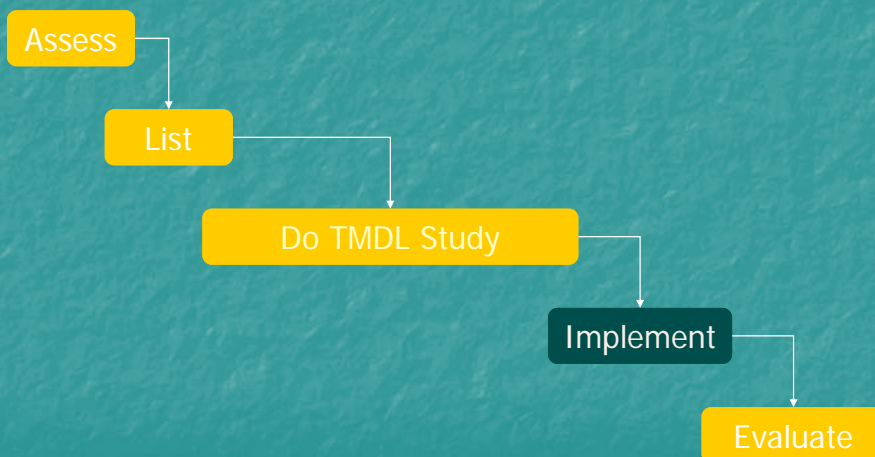 Assess
List
Do TMDL Study
Implement
Evaluate